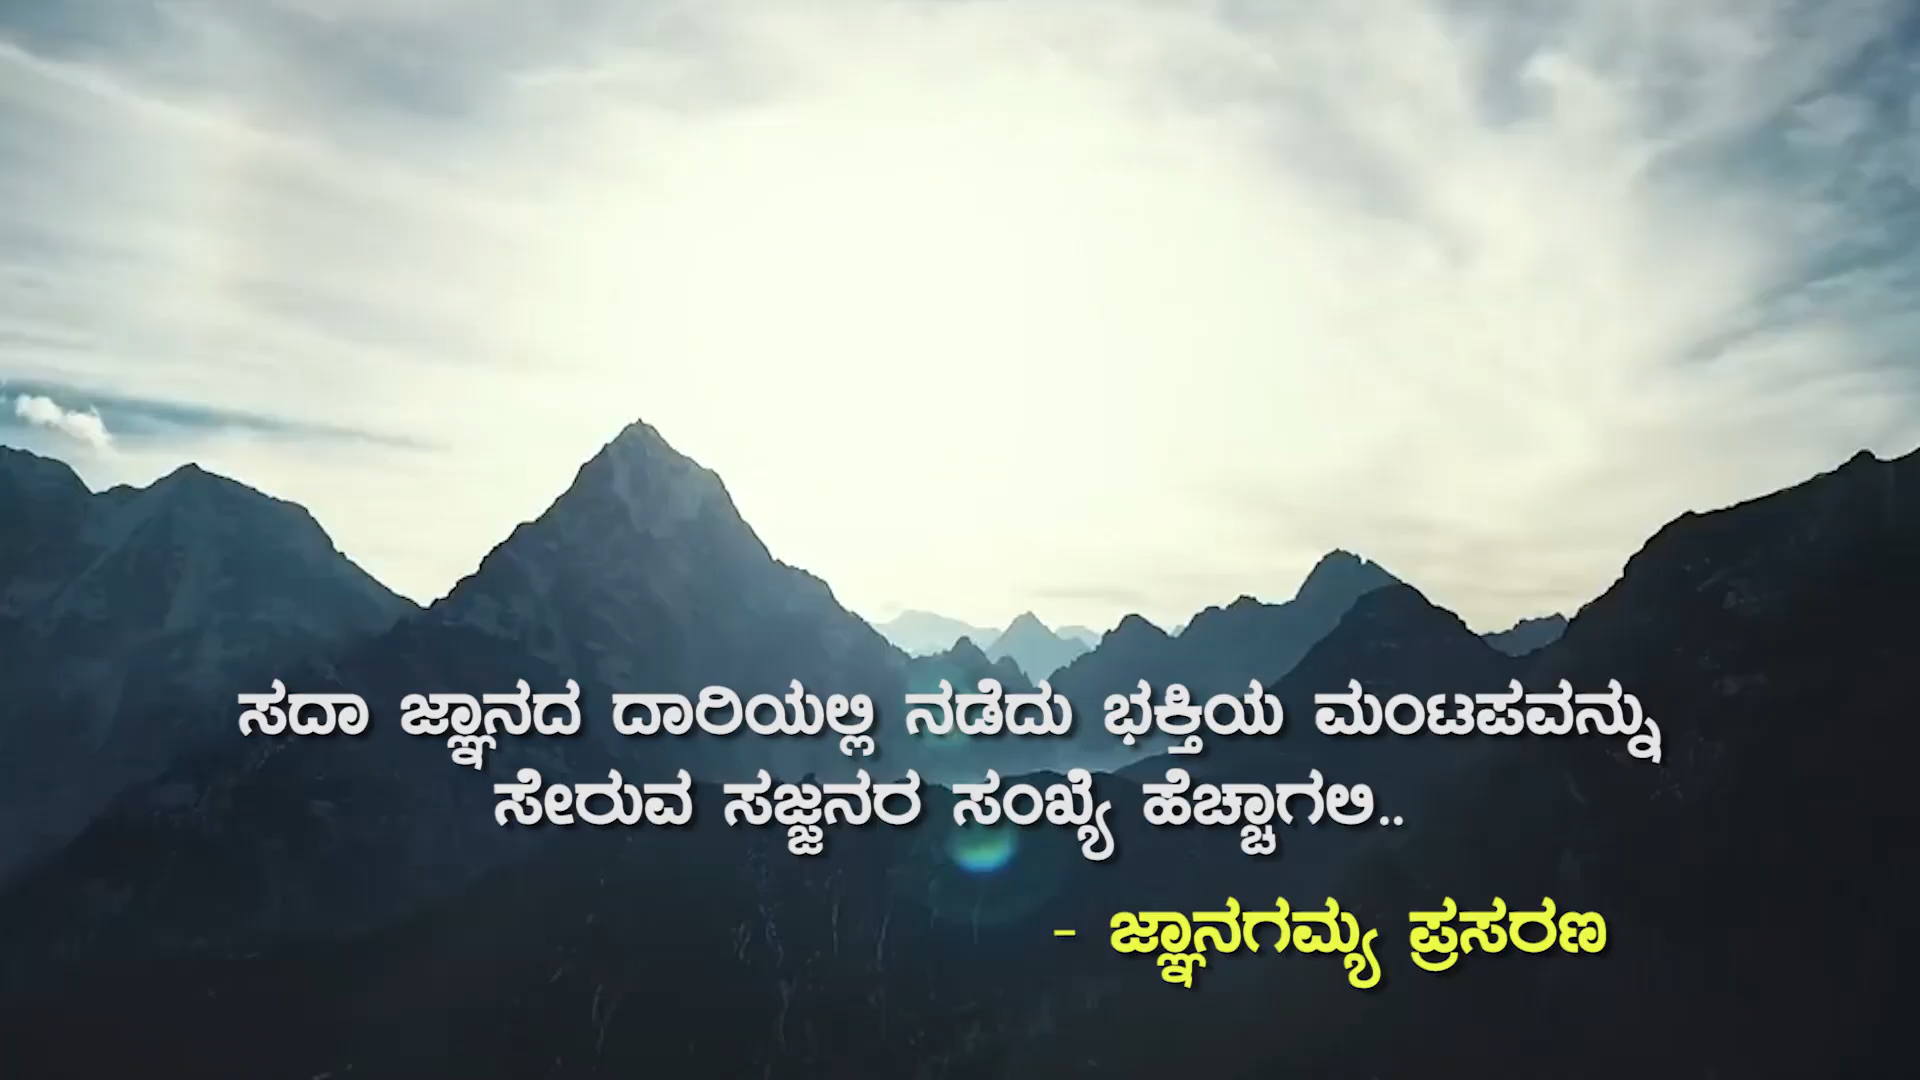 ಸದಾ ಜ್ಞಾನದ ದಾರಿಯಲ್ಲಿ ನಡೆದು ಭಕ್ತಿಯ ಮಂಟಪವನ್ನು
ಸೇರುವ ಸಜ್ಜನರ ಸಂಖ್ಯೆ ಹೆಚ್ಚಾಗಲಿ..
- ಜ್ಞಾನಗಮ್ಯ ಪ್ರಸರಣ